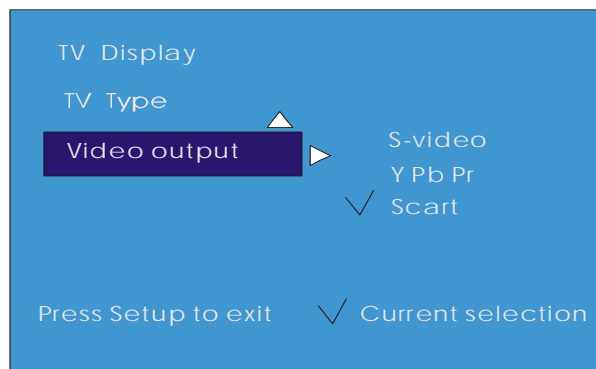 TV Display
TV Type
Video output
S-video
Y Pb Pr
Scart
Press Setup to exit
Current selection